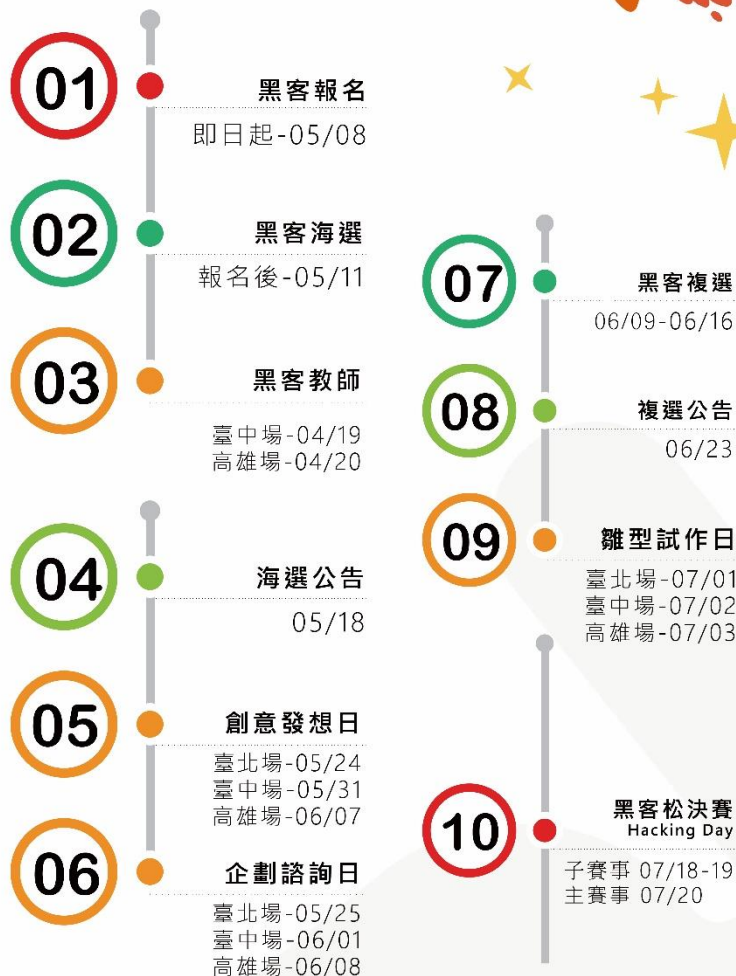 01
黑客報名
即日起-05/08
02
黑客海選
報名後-05/11
03
黑客教師
臺中場-04/19
高雄場-04/20
04
海選公告
05/18
05
創意發想日
臺北場-05/24
臺中場-05/31
高雄場-06/07
06
企劃諮詢日
臺北場-05/25
臺中場-06/01
高雄場-06/08
07
黑客複選
06/09-06/16
08
複選公告
06/23
09
雛型試作日
臺北場-07/01
臺中場-07/02
高雄場-07/03
10
黑客松決賽
Hacking Day
子賽事 07/18-19
主賽事 07/20